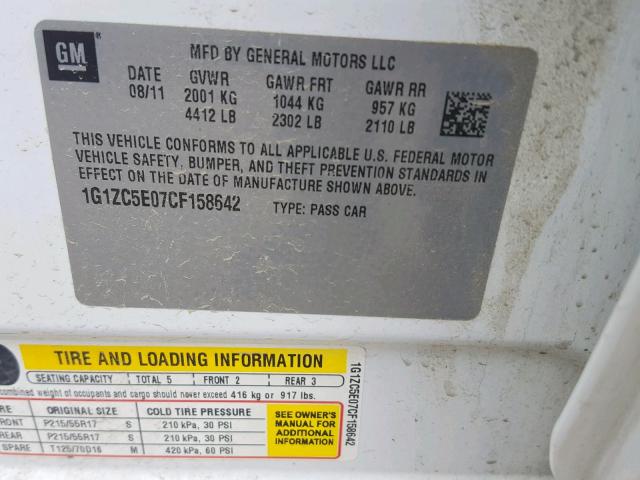 GM
MFD BY GENERAL MOTORS LLC
DATE GVWR GAWR FRT GAWR RR
08/11 2001 KG 1044 KG 957 KG
4412 LB 2302 LB 2110 LB
THIS VEHICLE CONFORMS TO ALL APPLICABLE U.S. FEDERAL MOTOR
VEHICLE SAFETY, BUMPER, AND THEFT PREVENTION STANDARDS
IN EFFECT ON THE DATE OF MANUFACTURE SHOWN ABOVE.
1G1ZC5E07CF158642 TYPE: PASS CAR
TIRE AND LOADING INFORMATION
SEATING CAPACITY TOTAL 5 FRONT 2 REAR 3
combined weight of occupants and cargo should never exceed 416 kg or 917 lbs.
RE ORIGINAL SIZE COLD TIRE PRESSURE
RONT P215/55R17 S 210 kPa, 30 PSI
REAR P215/55R17 S 210 kPa, 30 PSI
SPARE T125/70D16 M 420 kPa, 60 PSI
SEE OWNER'S
MANUAL FOR
ADDITIONAL
INFORMATION
1G1ZC5E07CF158642